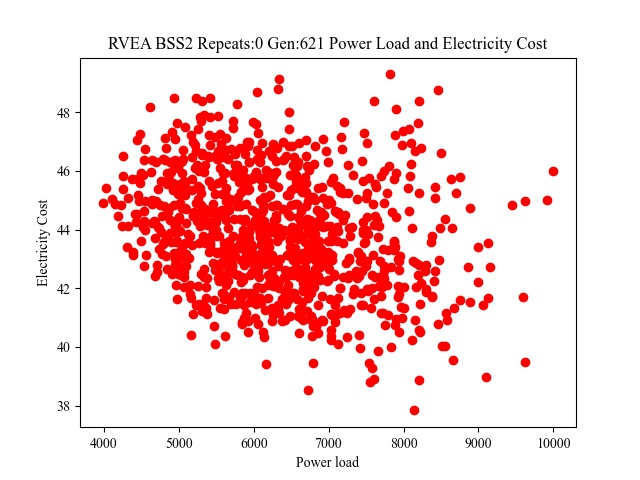 RVEA BSS2 Repeats:0 Gen:621 Power Load and Electricity Cost
Electricity Cost
48
46
44
42
40
38
4000 5000 6000 7000 8000 9000 10000
Power load